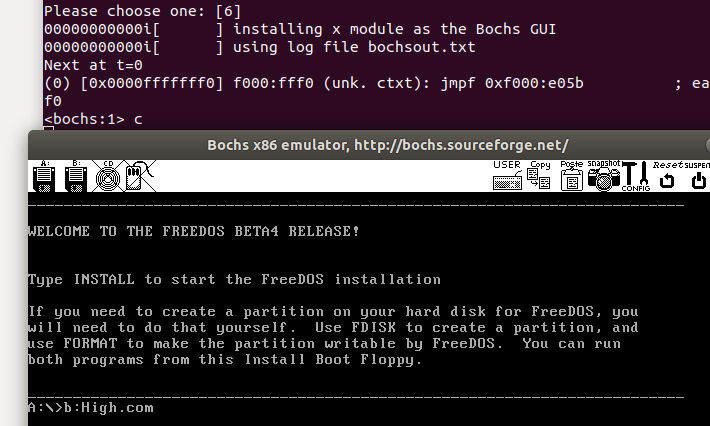 Please choose one: [6]
00000000000i[      ] installing x module as the Bochs GUI
00000000000i[      ] using log file bochsout.txt
Next at t=0
(0) [0x0000fffffff0] f000:fff0 (unk. ctxt): jmpf 0xf000:e05b          ; ea
f0
<bochs:1> c
Bochs x86 emulator, http://bochs.sourceforge.net/
A: B: CD USER Copy Paste snapshot CONFIG Reset SUSPEN
WELCOME TO THE FREEDOS BETA4 RELEASE!
Type INSTALL to start the FreeDOS installation
If you need to create a partition on your hard disk for FreeDOS, you
will need to do that yourself.  Use FDISK to create a partition, and
use FORMAT to make the partition writable by FreeDOS.  You can run
both programs from this Install Boot Floppy.
A:\>b:High.com